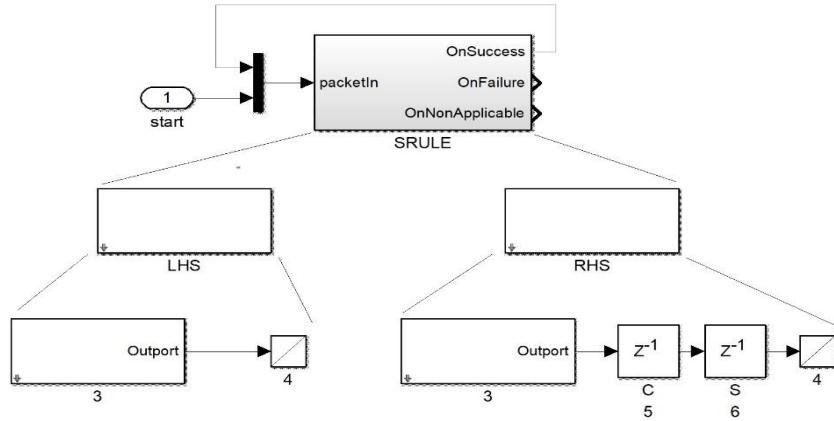 OnSuccess
1
packetIn
OnFailure
start
OnNonApplicable
SRULE
LHS
RHS
Outport
3
4
Outport
Z-1
Z-1
3
C
S
4
5
6